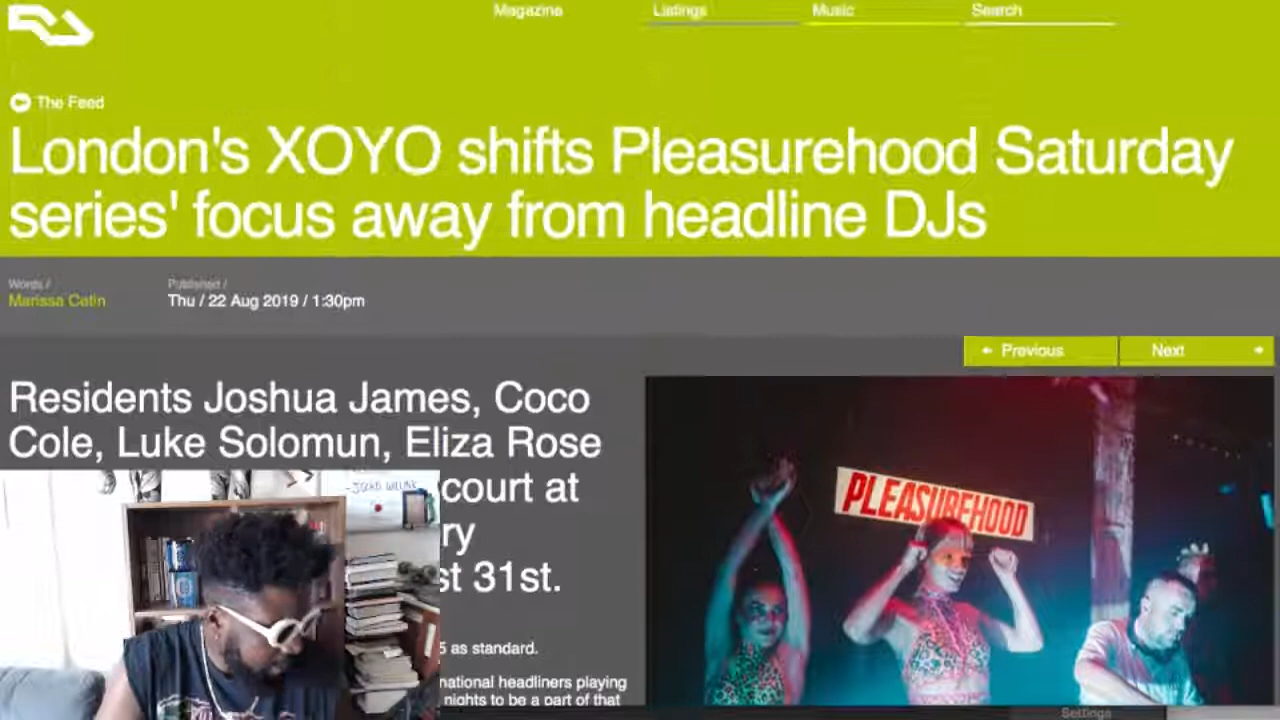 Magazine
Listings
Music
Search
The Feed
London's XOYO shifts Pleasurehood Saturday
series' focus away from headline DJs
Words /
Published /
Marissa Cetin
Thu / 22 Aug 2019 / 1:30pm
Previous
Next
Residents Joshua James, Coco
Cole, Luke Solomun, Eliza Rose
court at
ry
st 31st.
5 as standard.
national headliners playing
nights to be a part of that
PLEASUREHOOD
Settings